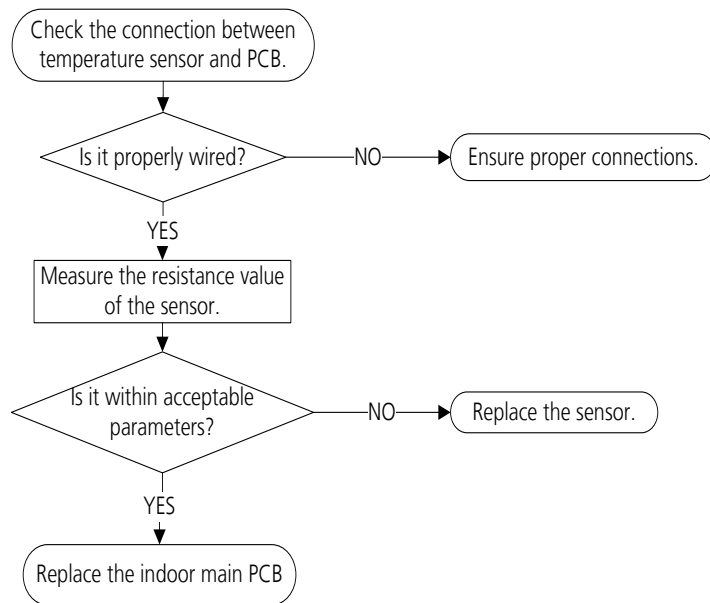 Check the connection between
temperature sensor and PCB.
Is it properly wired?
NO
Ensure proper connections.
YES
Measure the resistance value
of the sensor.
Is it within acceptable
parameters?
NO
Replace the sensor.
YES
Replace the indoor main PCB